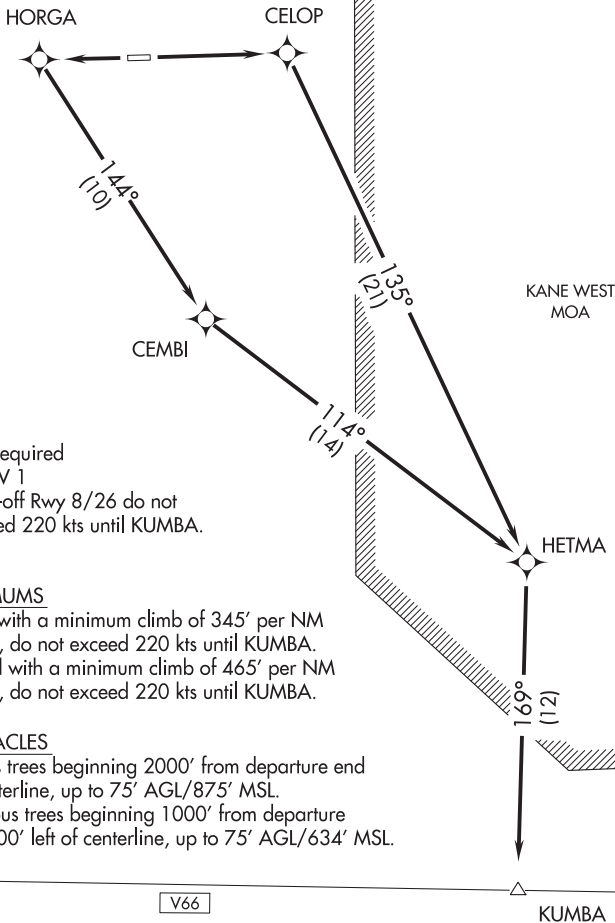 HORGA
CELOP
144°
(10)
135°
(21)
KANE WEST
MOA
CEMBI
114°
(14)
equired
V 1
-off Rwy 8/26 do not
ed 220 kts until KUMBA.
HETMA
MUMS
with a minimum climb of 345' per NM
, do not exceed 220 kts until KUMBA.
d with a minimum climb of 465' per NM
, do not exceed 220 kts until KUMBA.
169°
(12)
ACLES
s trees beginning 2000' from departure end
terline, up to 75' AGL/875' MSL.
ous trees beginning 1000' from departure
00' left of centerline, up to 75' AGL/634' MSL.
V66
KUMBA